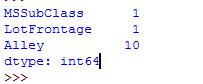 MSSubClass 1
LotFrontage 1
Alley 10
dtype: int64
>>>